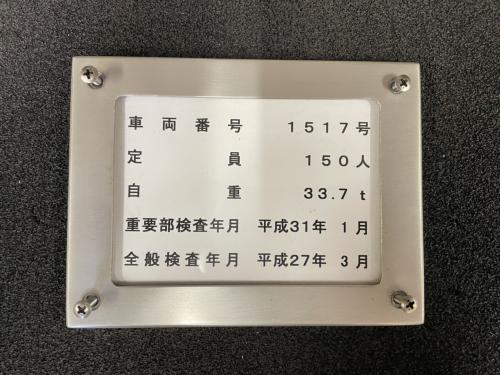 車両番号 1517号
定員 150人
自重 33.7t
重要部検査年月 平成31年 1月
全般検査年月 平成27年 3月